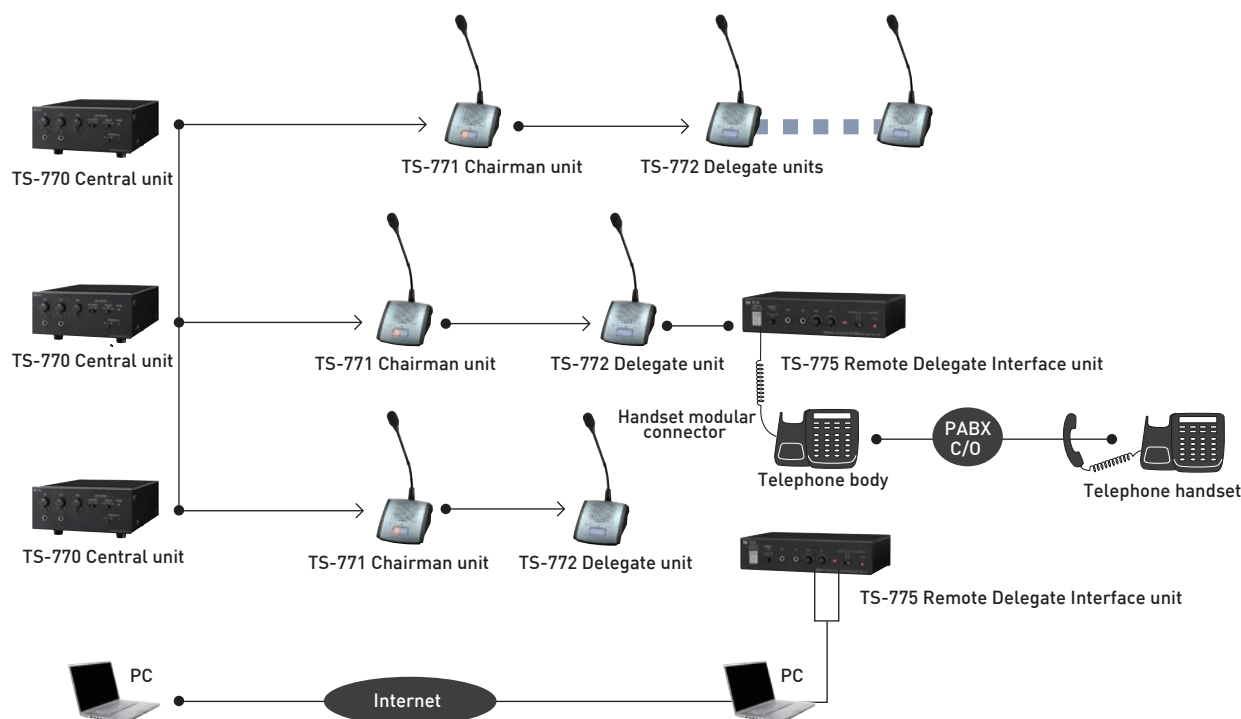 TS-770 Central unit
TS-771 Chairman unit
TS-772 Delegate units
TS-770 Central unit
TS-771 Chairman unit
TS-772 Delegate unit
TS-775 Remote Delegate Interface unit
Handset modular
connector
Telephone body
PABX
C/O
Telephone handset
TS-770 Central unit
TS-771 Chairman unit
TS-772 Delegate unit
TS-775 Remote Delegate Interface unit
PC
Internet
PC